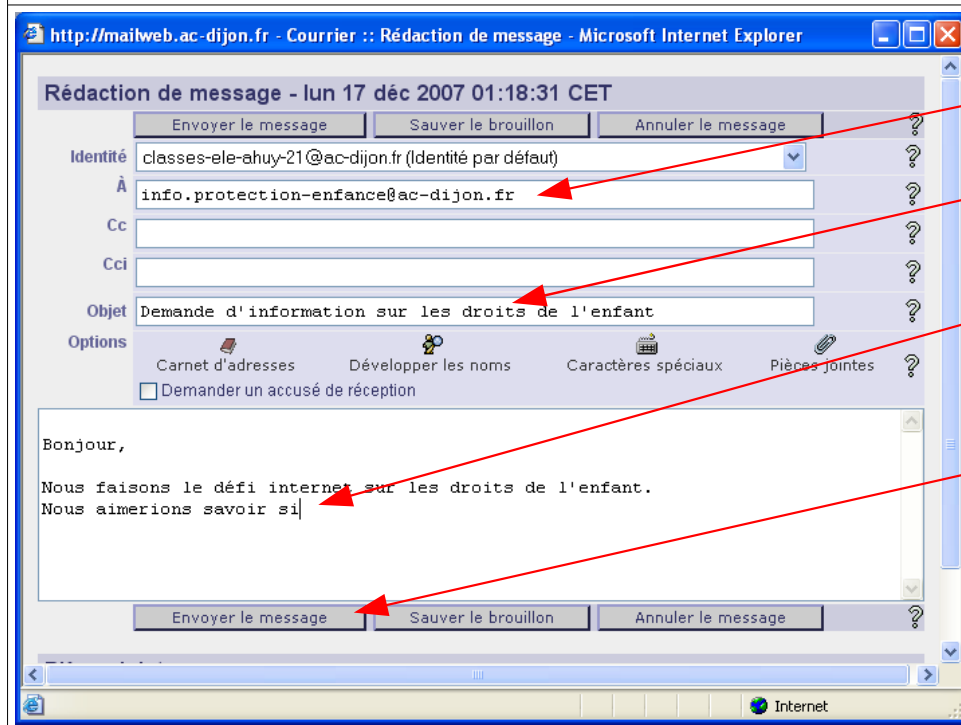 http://mailweb.ac-dijon.fr - Courrier :: Rédaction de message - Microsoft Internet Explorer
Rédaction de message - lun 17 déc 2007 01:18:31 CET
Envoyer le message Sauver le brouillon Annuler le message ?
Identité classes-ele-ahuy-21@ac-dijon.fr (Identité par défaut) ?
À info.protection-enfance@ac-dijon.fr ?
Cc ?
Cci ?
Objet Demande d'information sur les droits de l'enfant ?
Options
Carnet d'adresses Développer les noms Caractères spéciaux Pièces jointes ?
Demander un accusé de réception
Bonjour,
Nous faisons le défi internet sur les droits de l'enfant.
Nous aimerions savoir si
Envoyer le message Sauver le brouillon Annuler le message ?
Internet